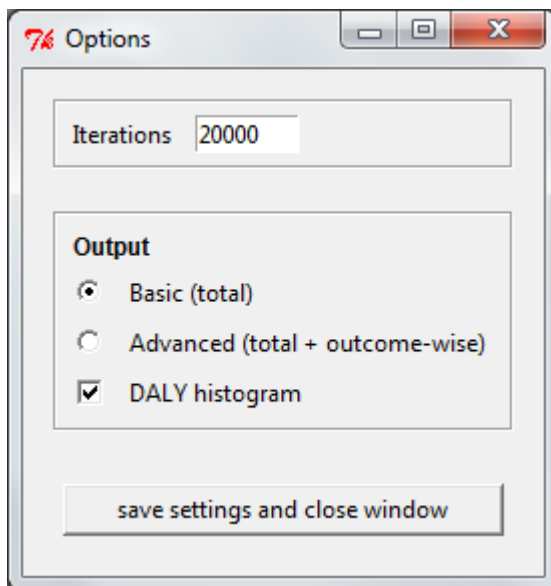 Options
Iterations 20000
Output
Basic (total)
Advanced (total + outcome-wise)
DALY histogram
save settings and close window